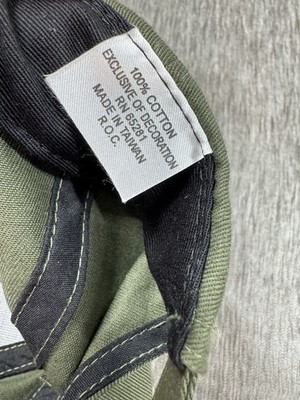 100% COTTON
EXCLUSIVE OF DECORATION
RN 65281
MADE IN TAIWAN
R.O.C.